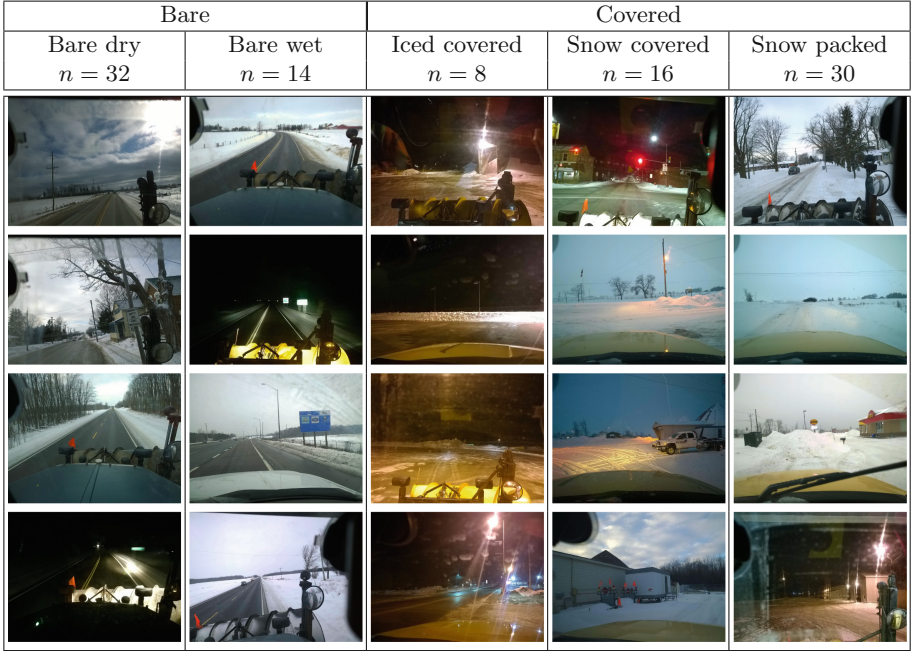 Bare Covered
Bare dry Bare wet Iced covered Snow covered Snow packed
n = 32 n = 14 n = 8 n = 16 n = 30